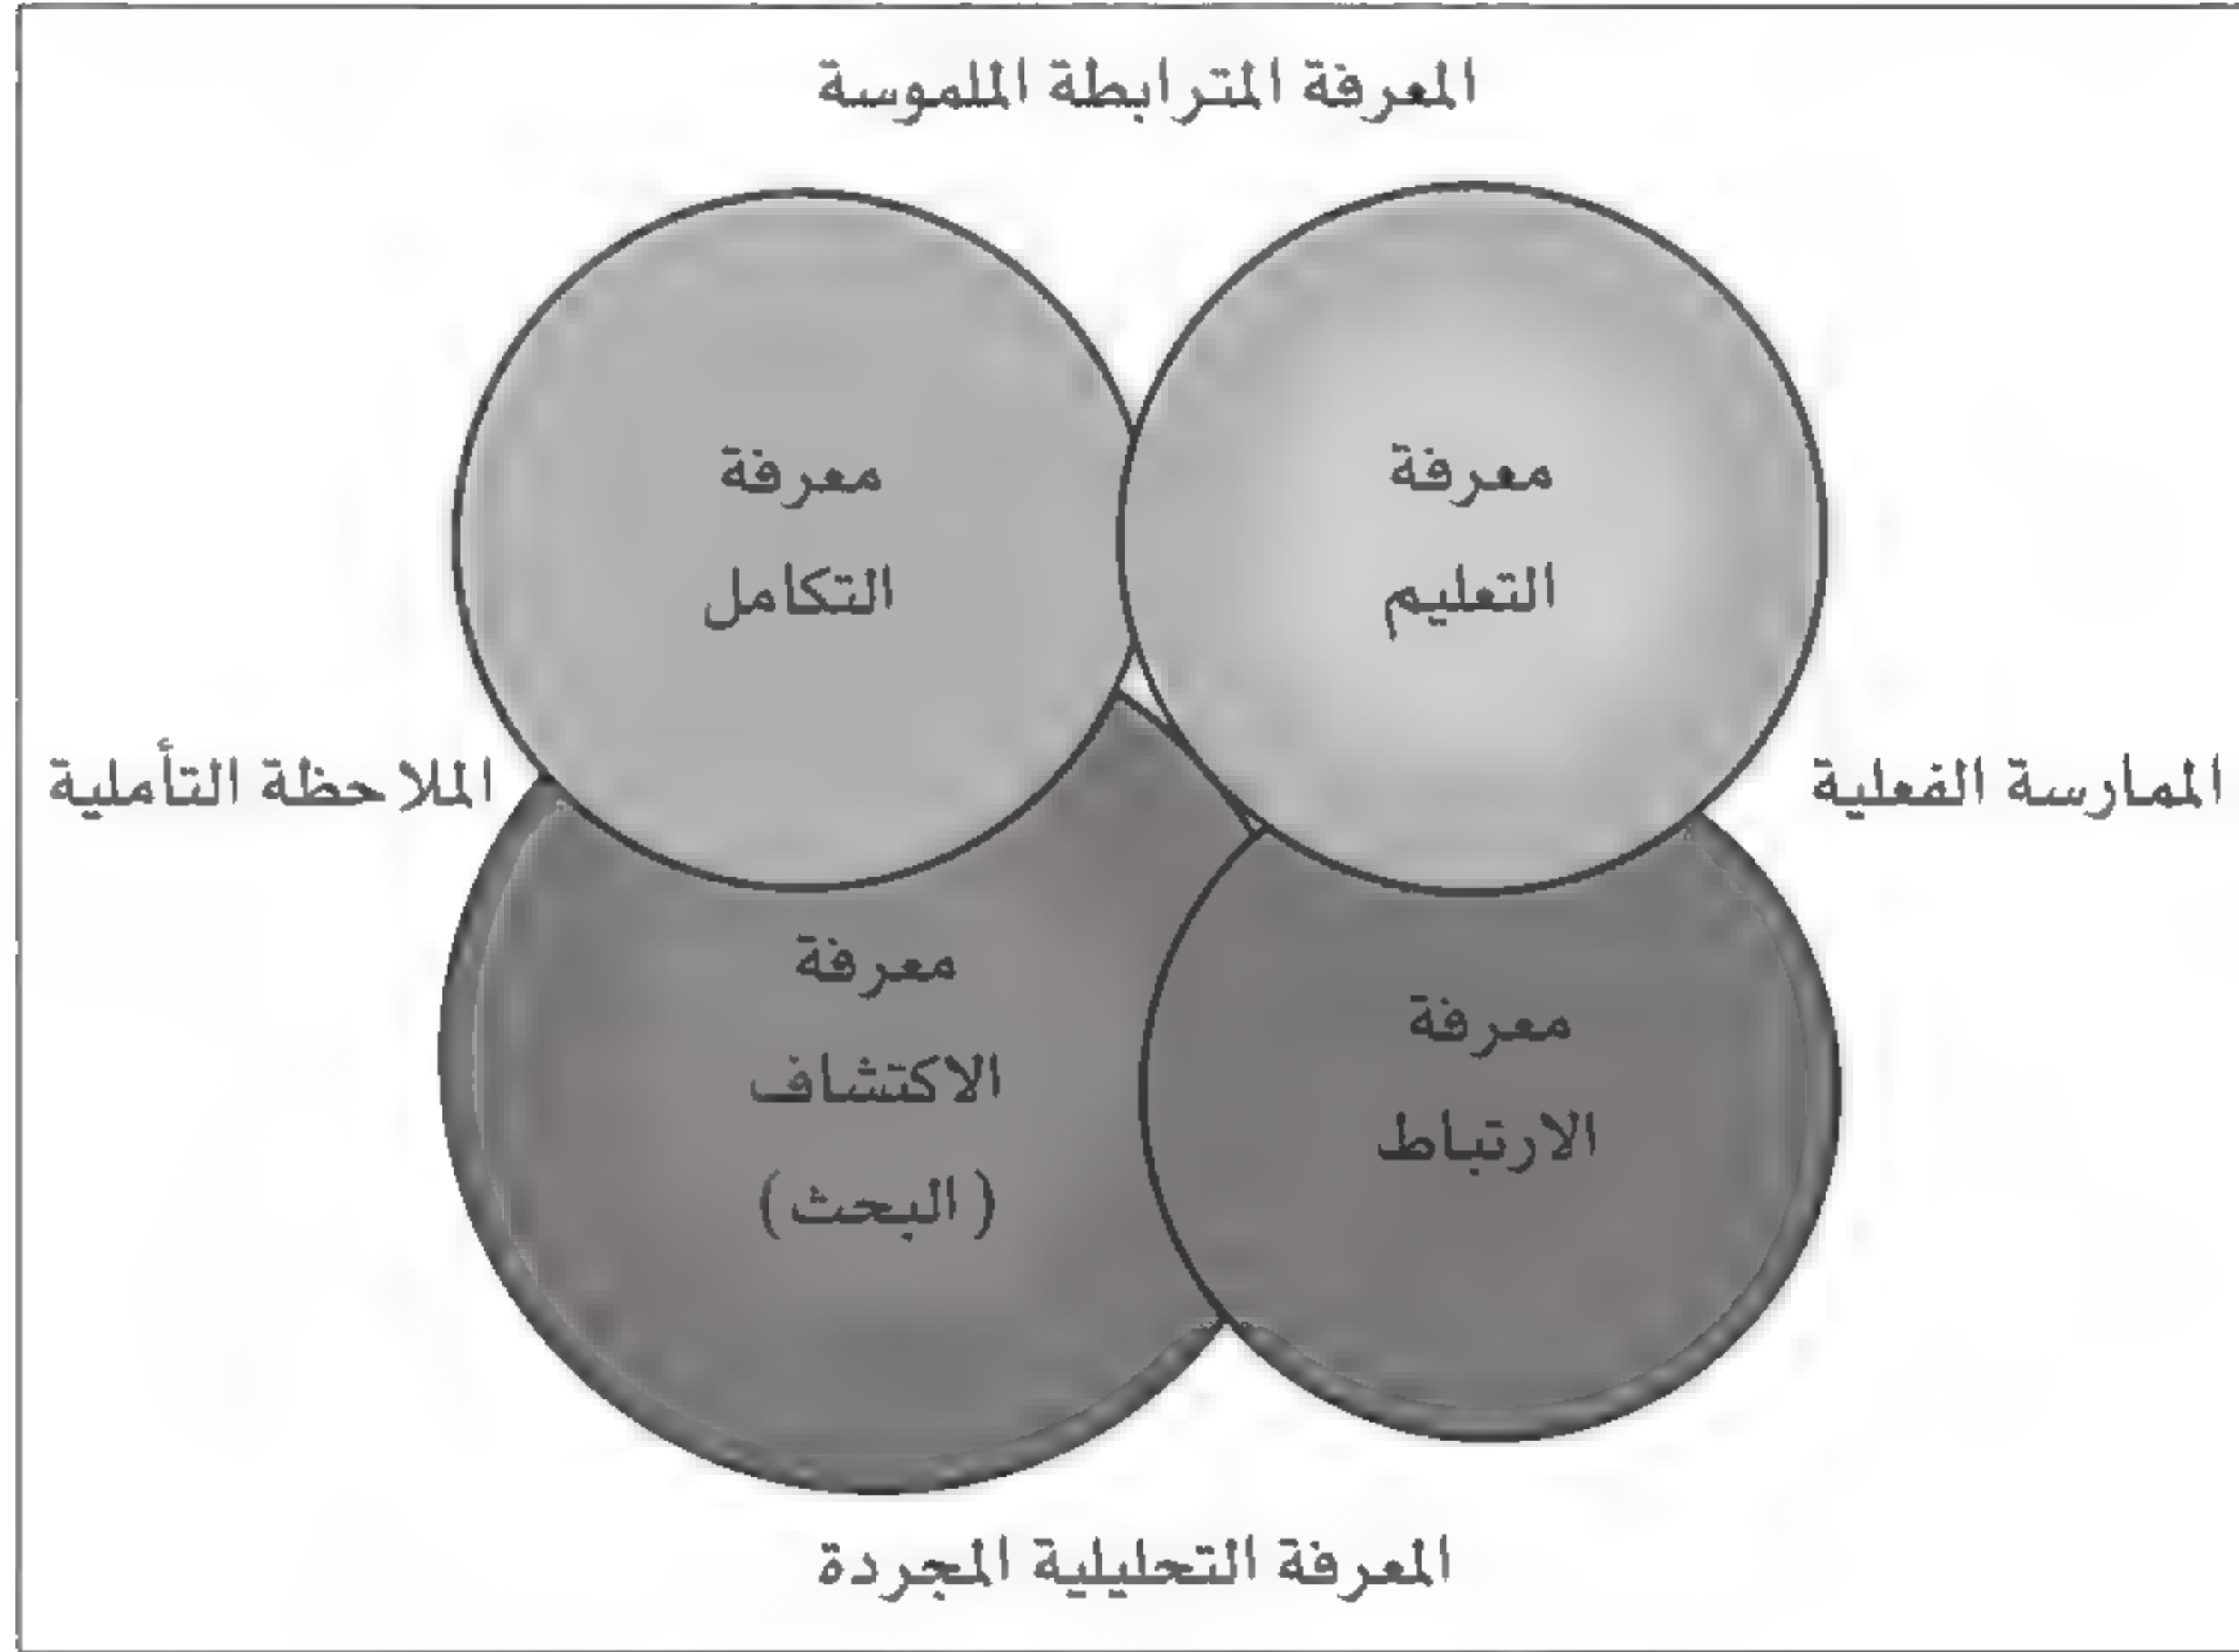 المعرفة المترابطة الملموسة
معرفة
التعليم
معرفة
التكامل
الممارسة الفعلية
الملاحظة التأملية
معرفة
الارتباط
معرفة
الاكتشاف
(البحث)
المعرفة التحليلية المجردة